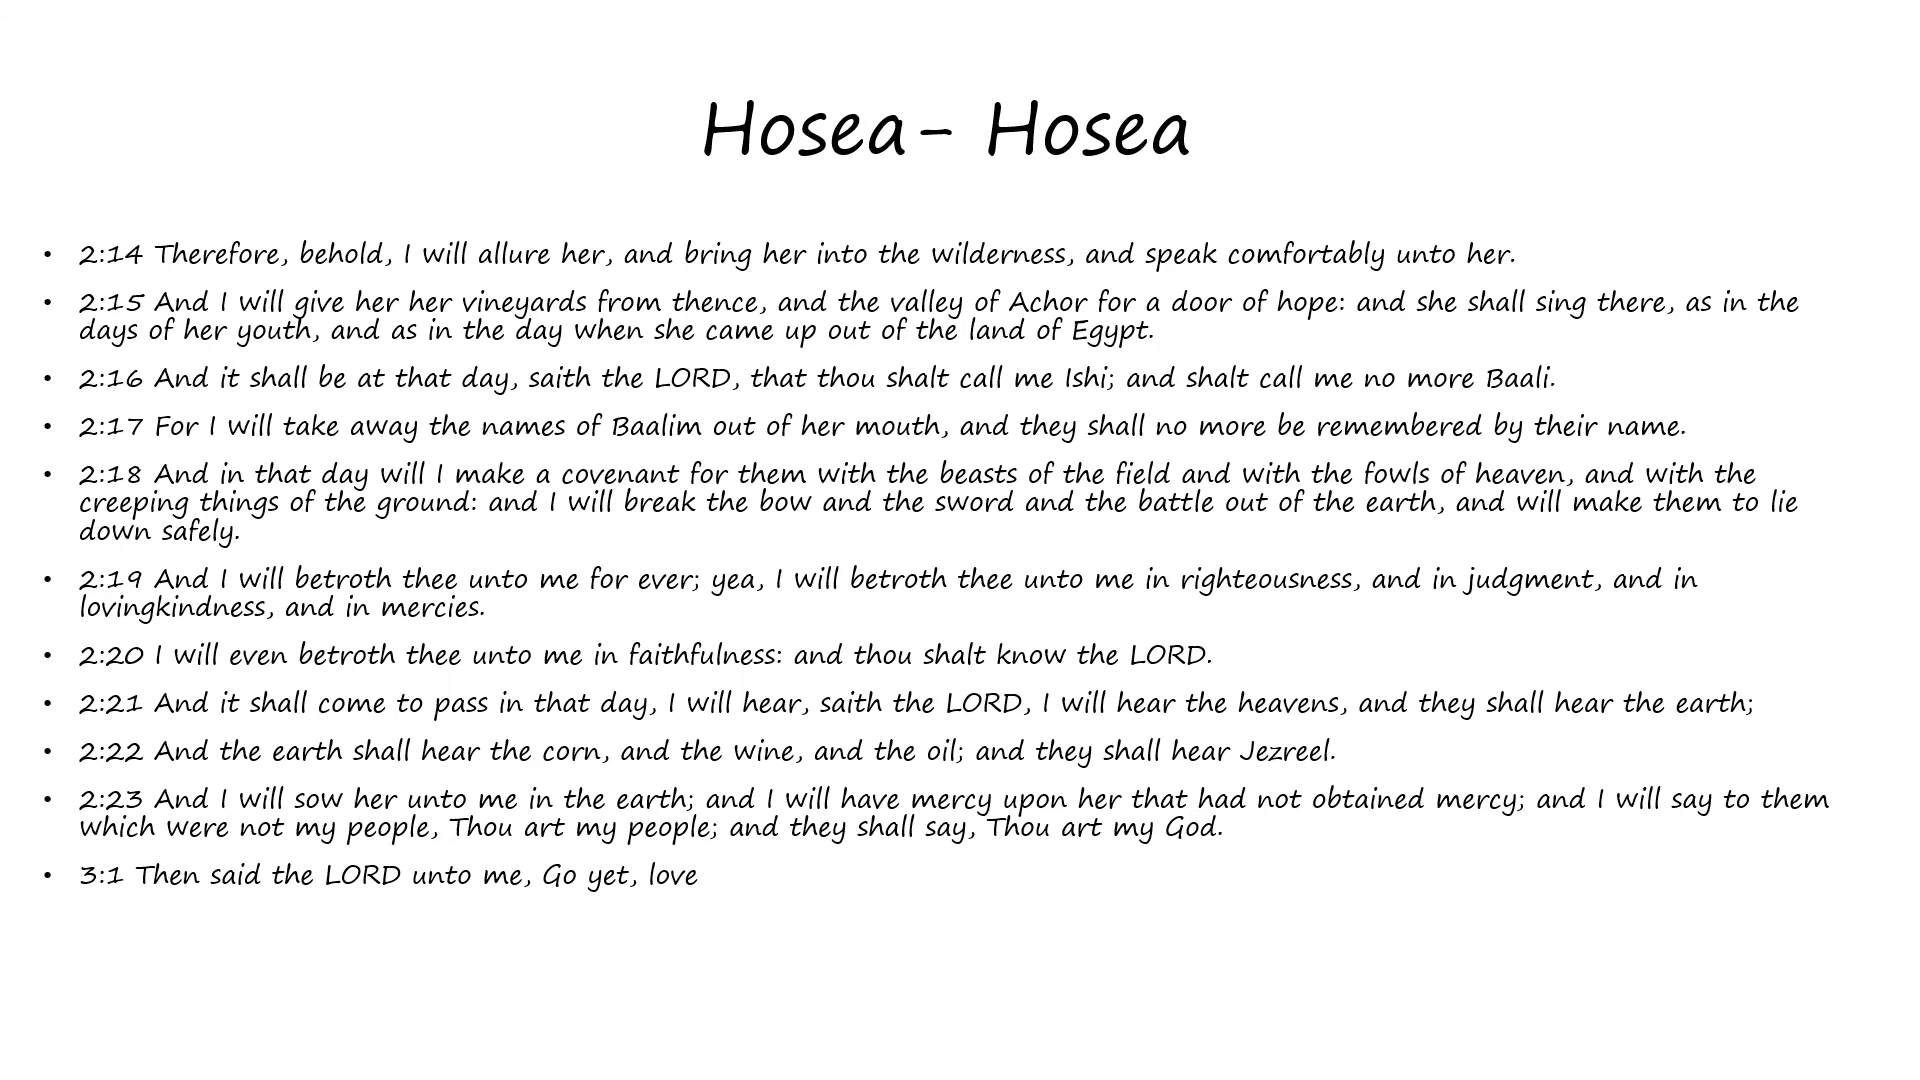 Hosea- Hosea
• 2:14 Therefore, behold, I will allure her, and bring her into the wilderness, and speak comfortably unto her.
• 2:15 And I will give her her vineyards from thence, and the valley of Achor for a door of hope: and she shall sing there, as in the
days of her youth, and as in the day when she came up out of the land of Egypt.
• 2:16 And it shall be at that day, saith the LORD, that thou shalt call me Ishi; and shalt call me no more Baali.
• 2:17 For I will take away the names of Baalim out of her mouth, and they shall no more be remembered by their name.
• 2:18 And in that day will I make a covenant for them with the beasts of the field and with the fowls of heaven, and with the
creeping things of the ground: and I will break the bow and the sword and the battle out of the earth, and will make them to lie
down safely.
• 2:19 And I will betroth thee unto me for ever; yea, I will betroth thee unto me in righteousness, and in judgment, and in
lovingkindness, and in mercies.
• 2:20 I will even betroth thee unto me in faithfulness: and thou shalt know the LORD.
• 2:21 And it shall come to pass in that day, I will hear, saith the LORD, I will hear the heavens, and they shall hear the earth;
• 2:22 And the earth shall hear the corn, and the wine, and the oil; and they shall hear Jezreel.
• 2:23 And I will sow her unto me in the earth; and I will have mercy upon her that had not obtained mercy; and I will say to them
which were not my people, Thou art my people; and they shall say, Thou art my God.
• 3:1 Then said the LORD unto me, Go yet, love